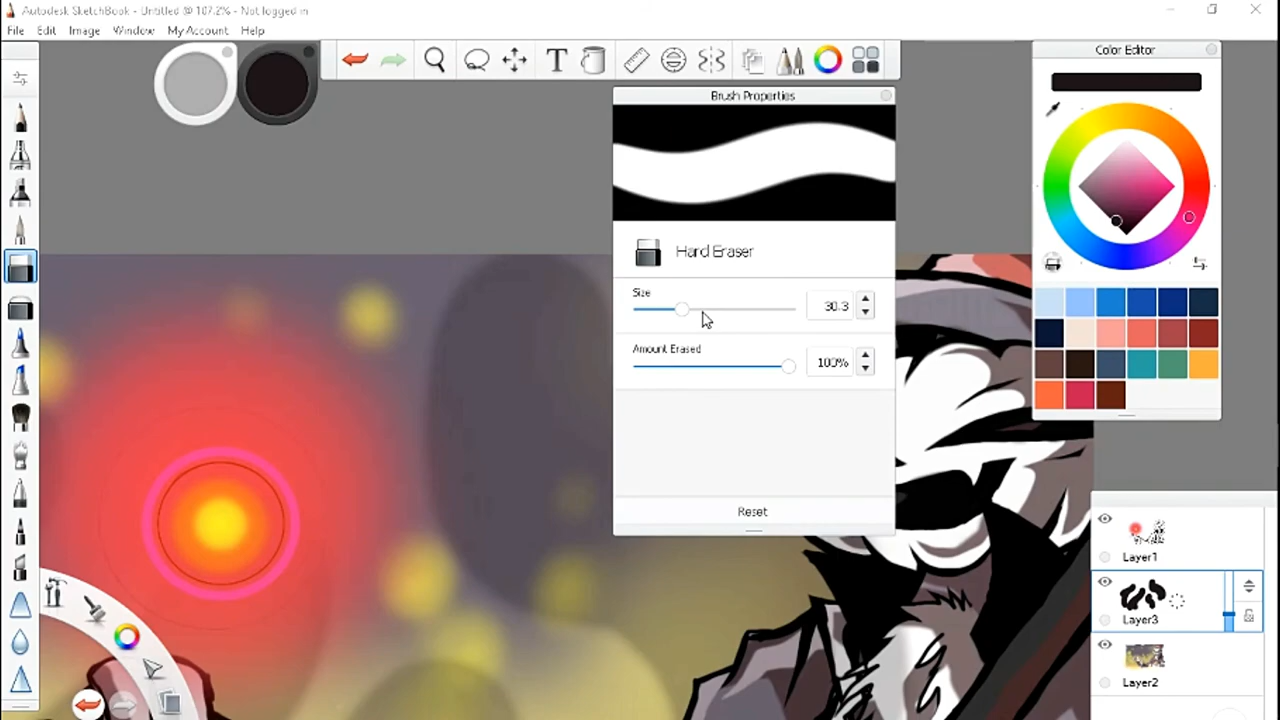 Autodesk SketchBook - Untitled @ 107.2% - Not logged in
File Edit Image Window My Account Help
T
Color Editor
Brush Properties
Hard Eraser
Size
30.3
Amount Erased
100%
Reset
Layer1
Layer3
Layer2